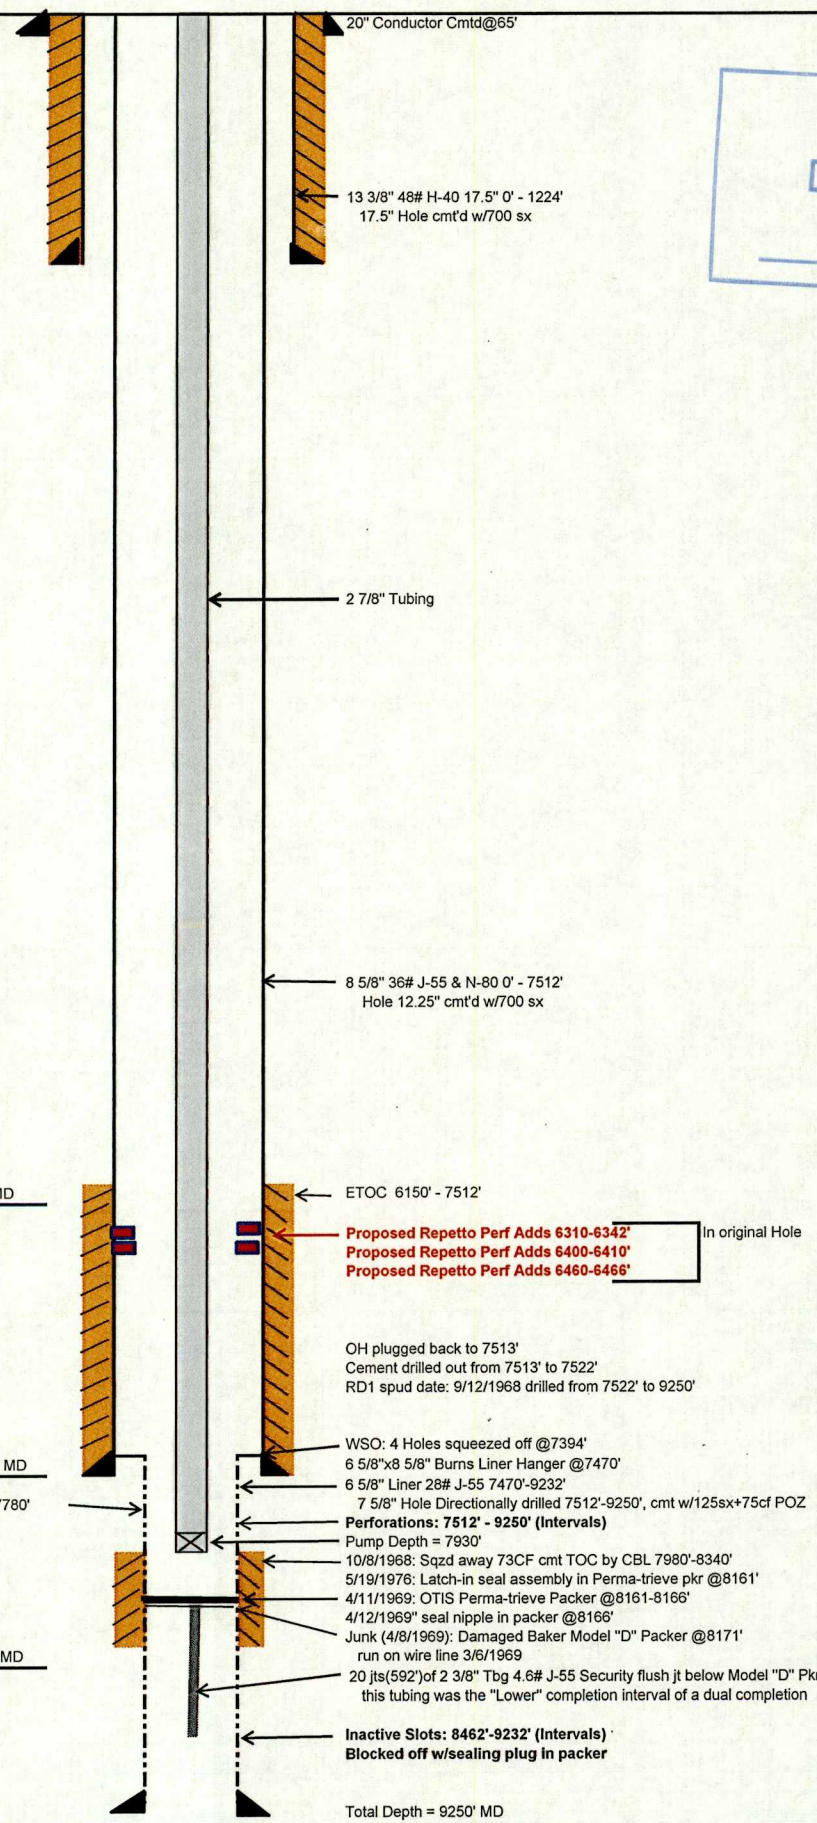 20" Conductor Cmtd@65'
13 3/8" 48# H-40 17.5" 0' - 1224'
17.5" Hole cmt'd w/700 sx
2 7/8" Tubing
8 5/8" 36# J-55 & N-80 0' - 7512'
Hole 12.25" cmt'd w/700 sx
MD
ETOC 6150' - 7512'
Proposed Repetto Perf Adds 6310-6342'
In original Hole
Proposed Repetto Perf Adds 6400-6410'
Proposed Repetto Perf Adds 6460-6466'
OH plugged back to 7513'
Cement drilled out from 7513' to 7522'
RD1 spud date: 9/12/1968 drilled from 7522' to 9250'
WSO: 4 Holes squeezed off @7394'
MD
6 5/8"x8 5/8" Burns Liner Hanger @7470'
6 5/8" Liner 28# J-55 7470'-9232'
7780'
7 5/8" Hole Directionally drilled 7512'-9250', cmt w/125sx+75cf POZ
Perforations: 7512' - 9250' (Intervals)
Pump Depth = 7930'
10/8/1968: Sqzd away 73CF cmt TOC by CBL 7980'-8340'
5/19/1976: Latch-in seal assembly in Perma-trieve pkr @8161'
4/11/1969: OTIS Perma-trieve Packer @8161-8166'
4/12/1969" seal nipple in packer @8166'
Junk (4/8/1969): Damaged Baker Model "D" Packer @8171'
run on wire line 3/6/1969
MD
20 jts(592')of 2 3/8" Tbg 4.6# J-55 Security flush jt below Model "D" Pkr
this tubing was the "Lower" completion interval of a dual completion
Inactive Slots: 8462'-9232' (Intervals)
Blocked off w/sealing plug in packer
Total Depth = 9250' MD